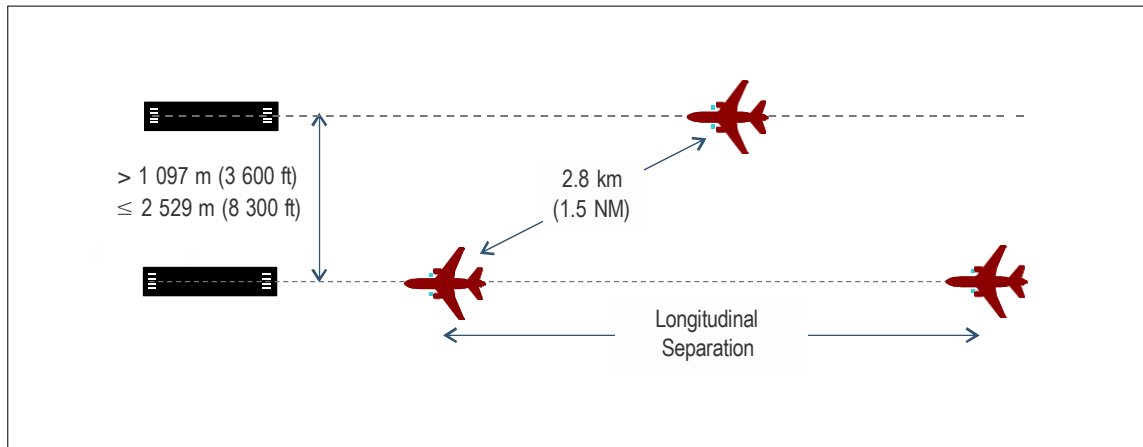 > 1 097 m (3 600 ft)
≤ 2 529 m (8 300 ft)
2.8 km
(1.5 NM)
Longitudinal
Separation